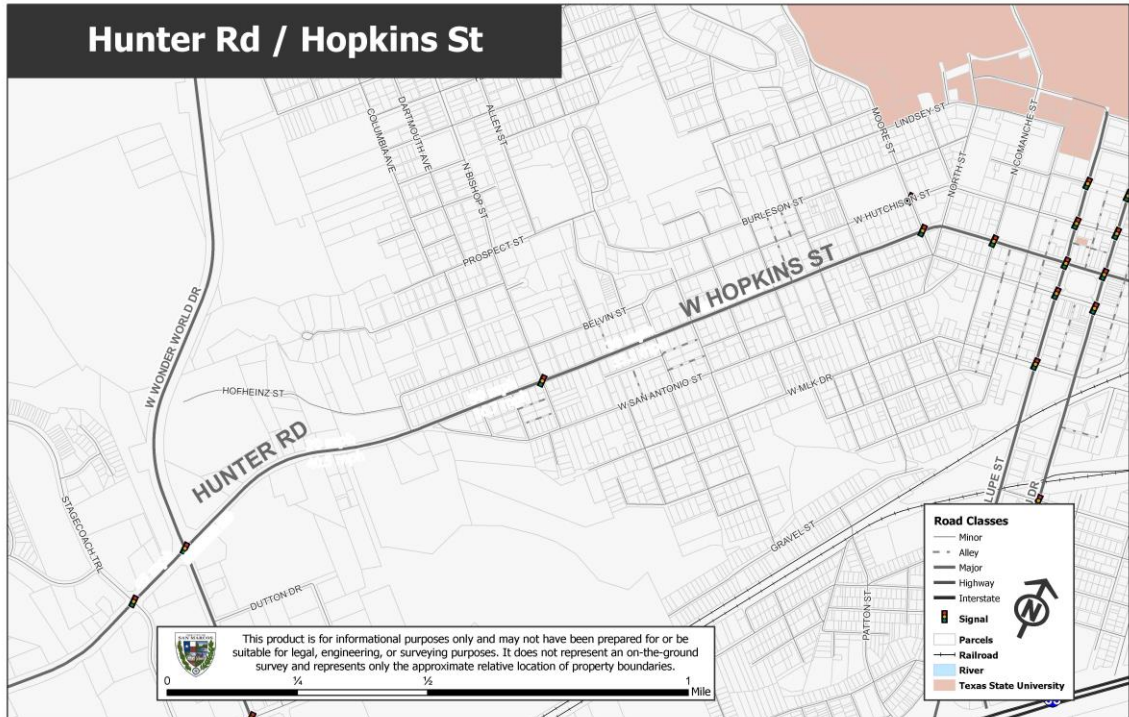 Hunter Rd / Hopkins St
COLUMBIA AVE
DARTMOUTH AVE
ALLEN ST
N BISHOP ST
PROSPECT ST
MOORE ST
LINDSEY ST
NORTH ST
N COMANCHE ST
BURLESON ST
W HUTCHISON ST
W HOPKINS ST
BELVIN ST
W WONDER WORLD DR
HOFHEINZ ST
W SAN ANTONIO ST
W MLK DR
HUNTER RD
STAGECOACH TRL
DUTTON DR
GRAVEL ST
PATTON ST
LUPE ST
DR
Road Classes
Minor
Alley
Major
Highway
Interstate
Signal
Parcels
Railroad
River
Texas State University
N
SAN MARCOS
This product is for informational purposes only and may not have been prepared for or be
suitable for legal, engineering, or surveying purposes. It does not represent an on-the-ground
survey and represents only the approximate relative location of property boundaries.
0 ¼ ½ 1
Mile